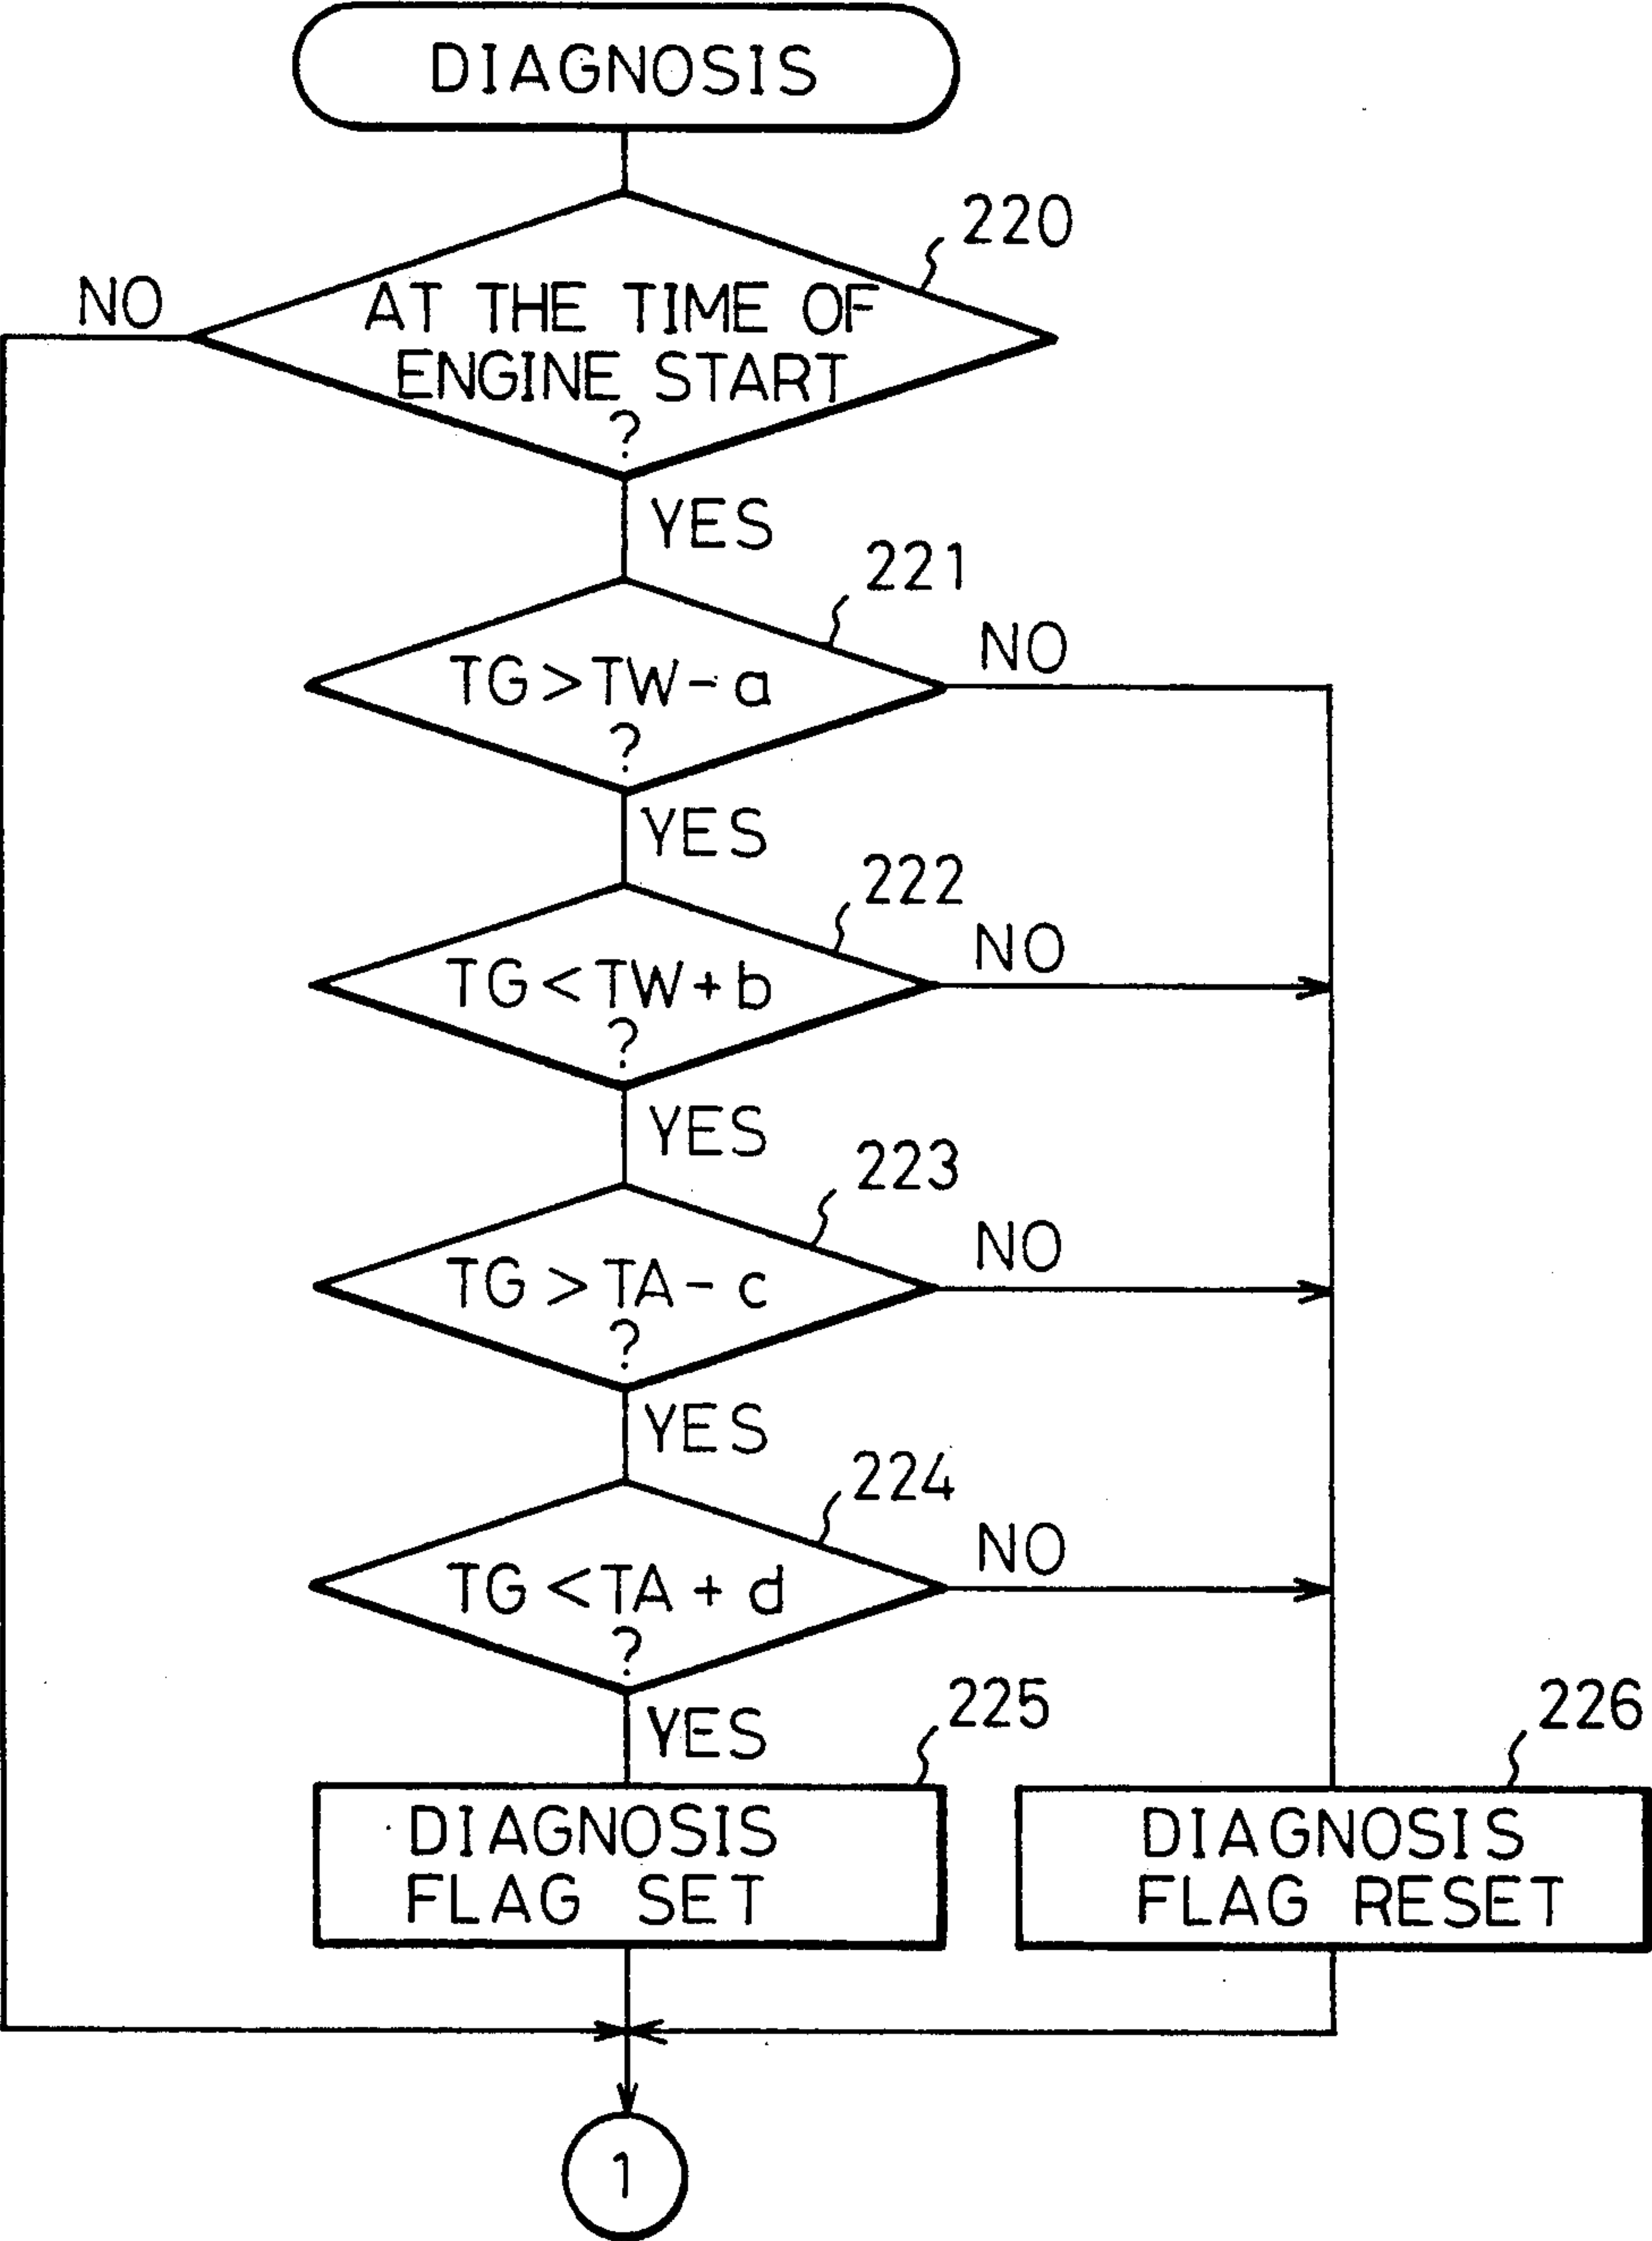 DIAGNOSIS
220
NO
AT THE TIME OF
ENGINE START
?
YES
221
NO
TG>TW-a
?
YES
222
NO
TG<TW+b
?
YES
223
NO
TG>TA-c
?
YES
224
NO
TG<TA+d
?
YES
225
226
DIAGNOSIS
FLAG SET
DIAGNOSIS
FLAG RESET
1